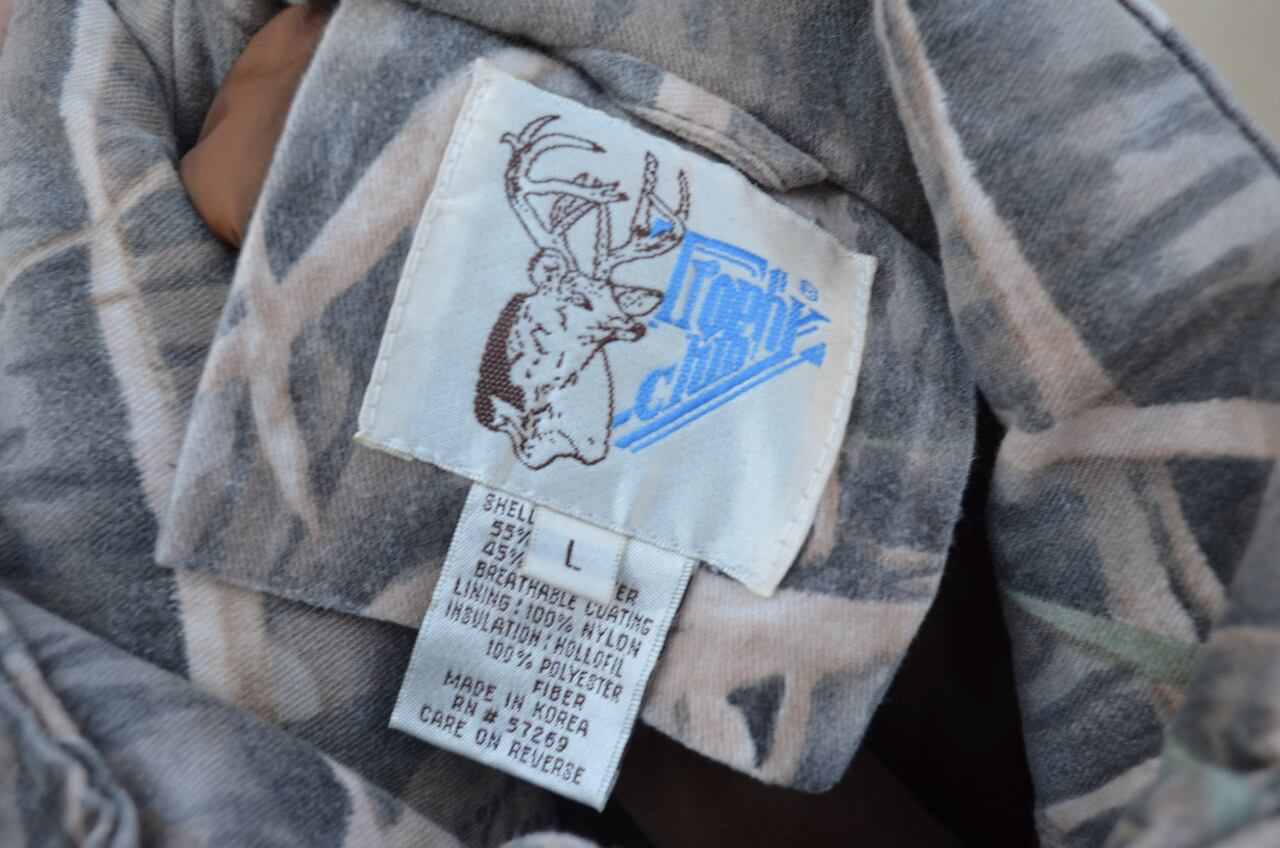 Trophy ®
Club
SHELL
55%
45% ER
L
BREATHABLE COATING
LINING: 100% NYLON
INSULATION: HOLLOFIL
100% POLYESTER
FIBER
MADE IN KOREA
RN # 57269
CARE ON REVERSE